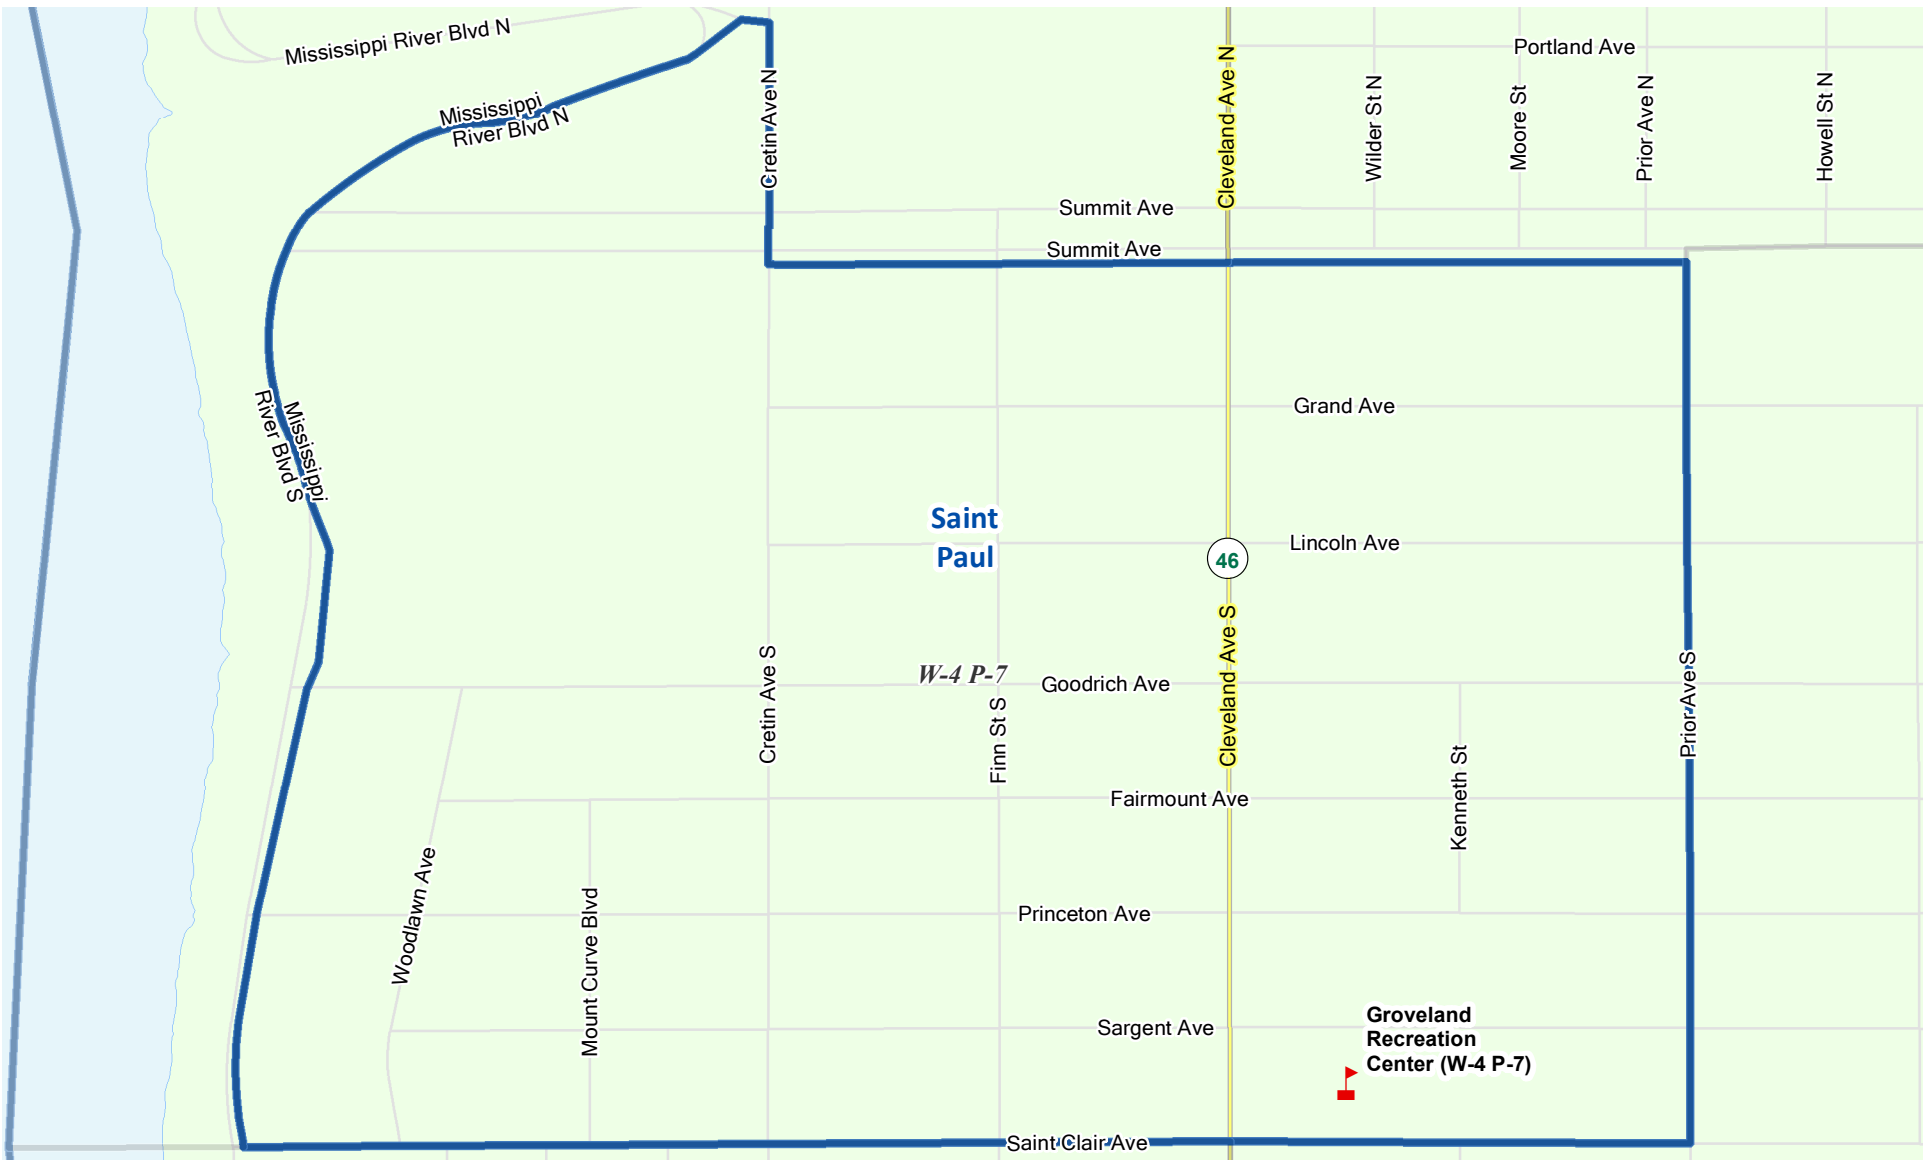 Mississippi River Blvd N
Portland Ave
Mississippi
River Blvd N
Cretin Ave N
Cleveland Ave N
Wilder St N
Moore St
Prior Ave N
Howell St N
Summit Ave
Summit Ave
Mississippi
River Blvd S
Grand Ave
Saint
Paul
Lincoln Ave
46
Cleveland Ave S
W-4 P-7
Goodrich Ave
Cretin Ave S
Finn St S
Prior Ave S
Kenneth St
Fairmount Ave
Woodlawn Ave
Mount Curve Blvd
Princeton Ave
Sargent Ave
Groveland
Recreation
Center (W-4 P-7)
Saint Clair Ave